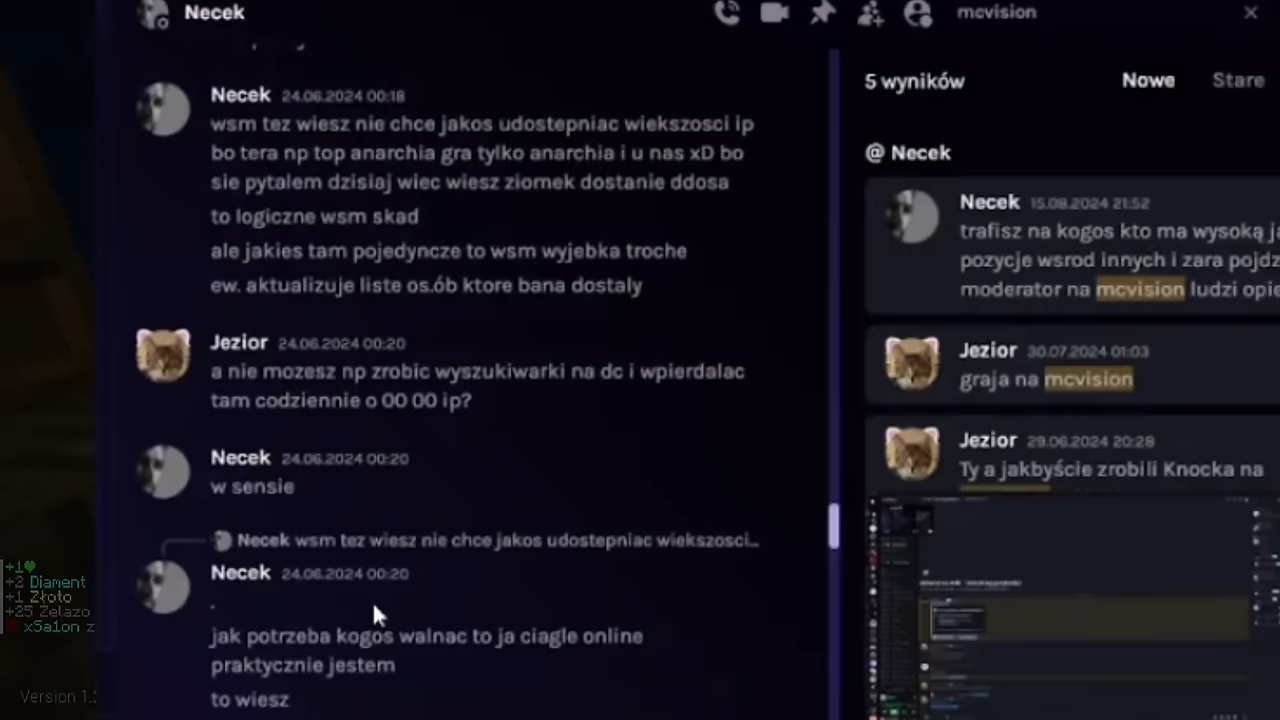 Necek
mcvision
Necek 24.06.2024 00:18
wsm tez wiesz nie chce jakos udostepniac wiekszosci ip
bo tera np top anarchia gra tylko anarchia i u nas xD bo
sie pytalem dzisiaj wiec wiesz ziomek dostanie ddosa
to logiczne wsm skad
ale jakies tam pojedyncze to wsm wyjebka troche
ew. aktualizuje liste os.ób ktore bana dostaly
Jezior 24.06.2024 00:20
a nie mozesz np zrobic wyszukiwarki na dc i wpierdalac
tam codziennie o 00 00 ip?
Necek 24.06.2024 00:20
w sensie
Necek wsm tez wiesz nie chce jakos udostepniac wiekszosci...
Necek 24.06.2024 00:20
.
jak potrzeba kogos walnac to ja ciagle online
praktycznie jestem
to wiesz
5 wyników
Nowe Stare
@ Necek
Necek 15.08.2024 21:52
trafisz na kogos kto ma wysoką
pozycje wsrod innych i zara
moderator na mcvision ludzi
Jezior 30.07.2024 01:03
graja na mcvision
Jezior 29.06.2024 20:28
Ty a jakbyście zrobili Knocka na
+1♥
+2 Diament
+1 Złoto
+25 Żelazo
x5a1on z
Version 1.